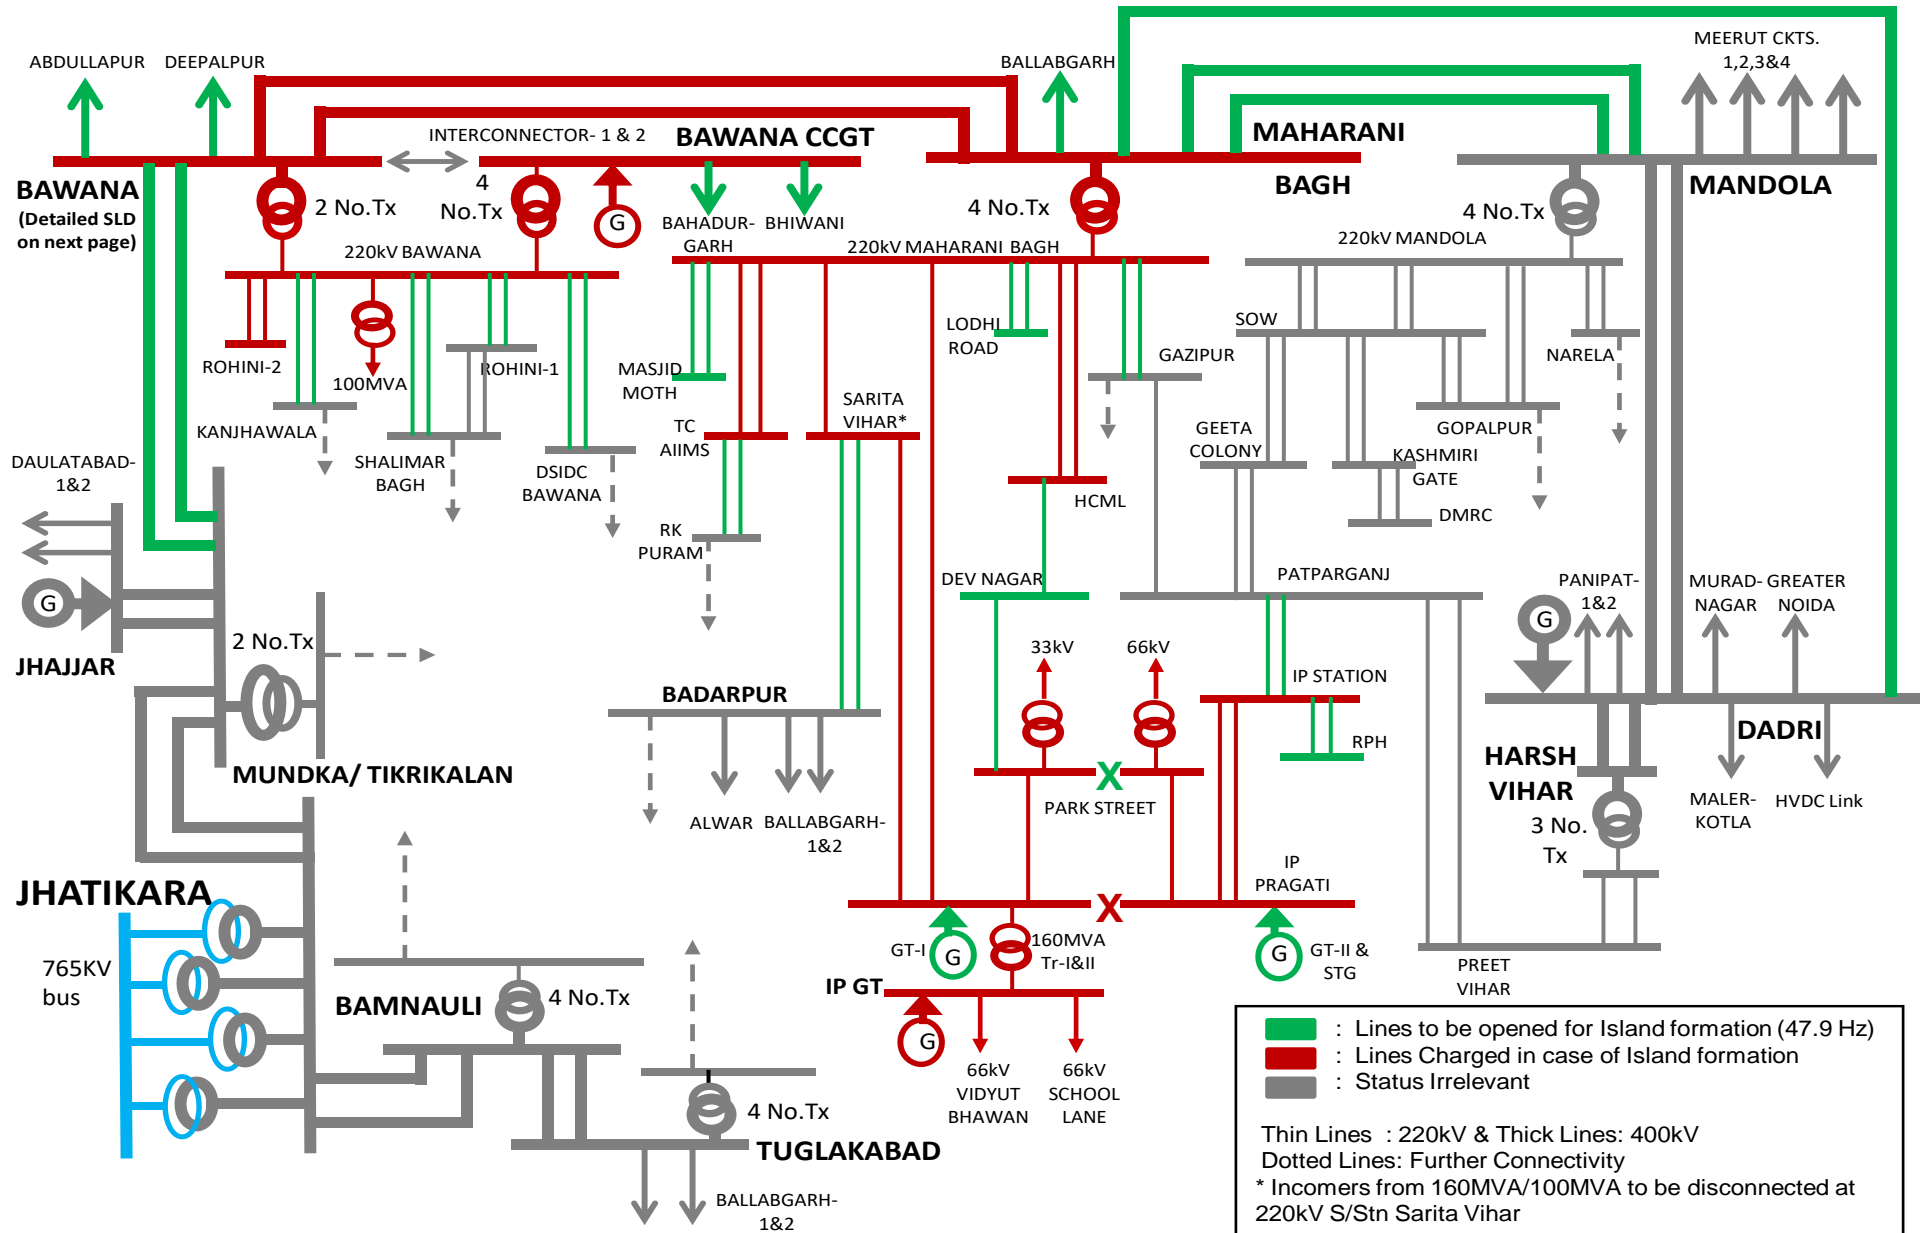 ABDULLAPUR
DEEPALPUR
BALLABGARH
MEERUT CKTS.
1,2,3&4
INTERCONNECTOR- 1 & 2
BAWANA CCGT
MAHARANI
BAGH
BAWANA
(Detailed SLD
on next page)
2 No.Tx
4
No.Tx
G
BAHADUR-
GARH
BHIWANI
4 No.Tx
4 No.Tx
MANDOLA
220kV BAWANA
220kV MAHARANI BAGH
220kV MANDOLA
ROHINI-2
100MVA
ROHINI-1
KANJHAWALA
SHALIMAR
BAGH
DSIDC
BAWANA
MASJID
MOTH
TC
AIIMS
RK
PURAM
SARITA
VIHAR*
LODHI
ROAD
GAZIPUR
HCML
SOW
NARELA
GEETA
COLONY
GOPALPUR
KASHMIRI
GATE
DMRC
DAULATABAD-
1&2
G
JHAJJAR
2 No.Tx
MUNDKA/ TIKRIKALAN
DEV NAGAR
PATPARGANJ
PANIPAT-
1&2
MURAD-
NAGAR
GREATER
NOIDA
G
33kV
66kV
IP STATION
RPH
BADARPUR
ALWAR
BALLABGARH-
1&2
X
PARK STREET
DADRI
HARSH
VIHAR
3 No.
Tx
MALER-
KOTLA
HVDC Link
JHATIKARA
765KV
bus
IP
PRAGATI
X
GT-I
G
160MVA
Tr-I&II
G
GT-II &
STG
PREET
VIHAR
IP GT
G
66kV
VIDYUT
BHAWAN
66kV
SCHOOL
LANE
BAMNAULI
4 No.Tx
4 No.Tx
TUGLAKABAD
BALLABGARH-
1&2
: Lines to be opened for Island formation (47.9 Hz)
: Lines Charged in case of Island formation
: Status Irrelevant
Thin Lines : 220kV & Thick Lines: 400kV
Dotted Lines: Further Connectivity
* Incomers from 160MVA/100MVA to be disconnected at
220kV S/Stn Sarita Vihar